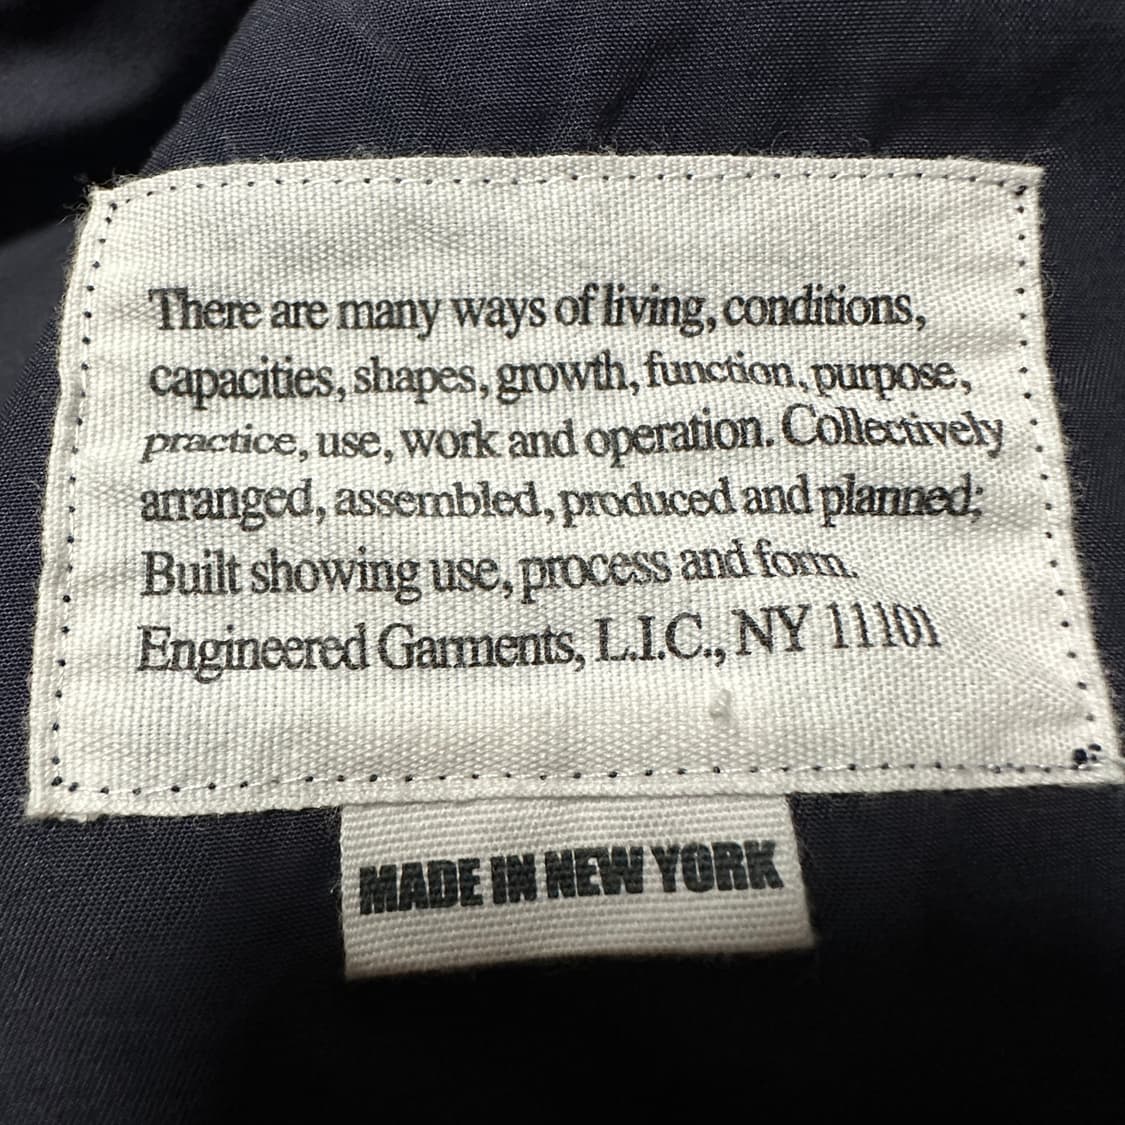 There are many ways of living, conditions,
capacities, shapes, growth, function, purpose,
practice, use, work and operation. Collectively
arranged, assembled, produced and planned;
Built showing use, process and form.
Engineered Garments, L.I.C., NY 11101
MADE IN NEW YORK